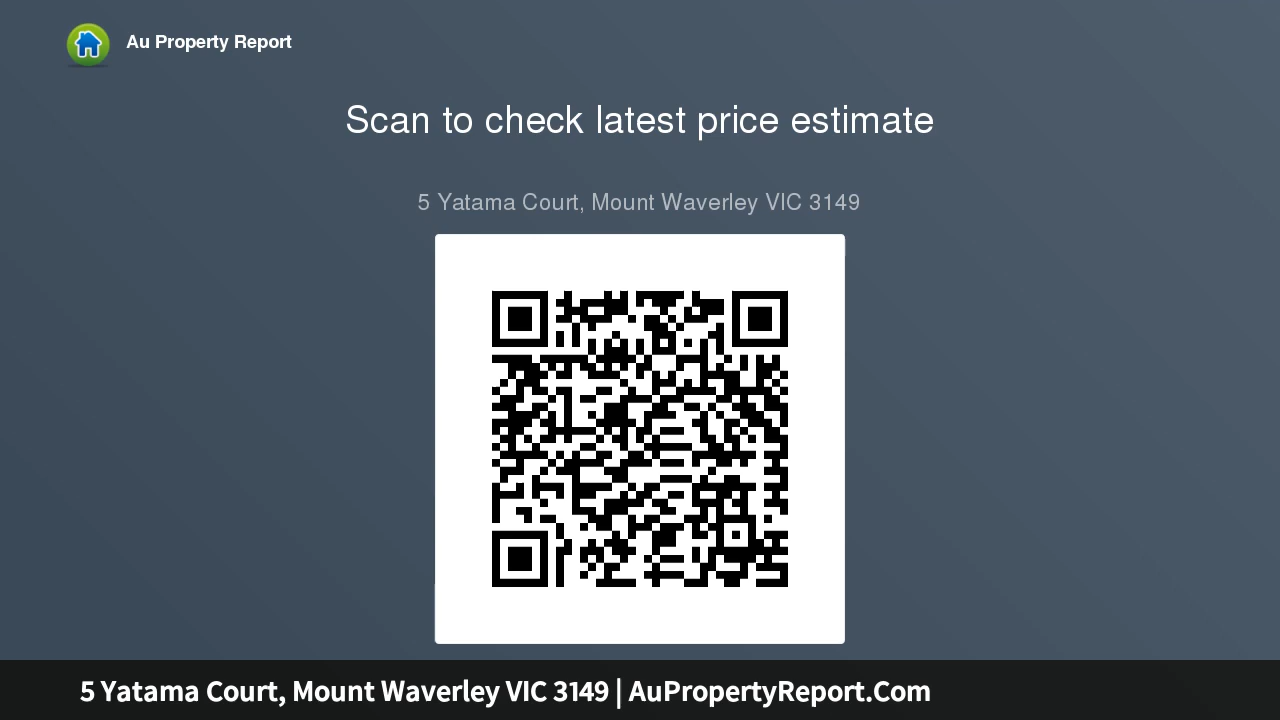 Au Property Report
Scan to check latest price estimate
5 Yatama Court, Mount Waverley VIC 3149
5 Yatama Court, Mount Waverley VIC 3149 | AuPropertyReport.Com